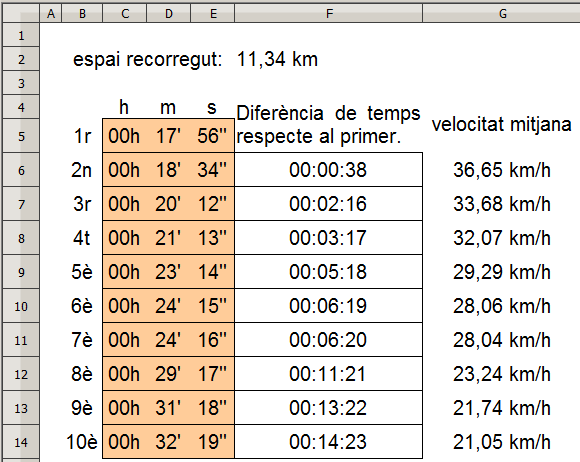 A B C D E F G
1
2 espai recorregut: 11,34 km
3
4 h m s Diferència de temps
velocitat mitjana
5 1r 00h 17' 56" respecte al primer.
6 2n 00h 18' 34" 00:00:38 36,65 km/h
7 3r 00h 20' 12" 00:02:16 33,68 km/h
8 4t 00h 21' 13" 00:03:17 32,07 km/h
9 5è 00h 23' 14" 00:05:18 29,29 km/h
10 6è 00h 24' 15" 00:06:19 28,06 km/h
11 7è 00h 24' 16" 00:06:20 28,04 km/h
12 8è 00h 29' 17" 00:11:21 23,24 km/h
13 9è 00h 31' 18" 00:13:22 21,74 km/h
14 10è 00h 32' 19" 00:14:23 21,05 km/h